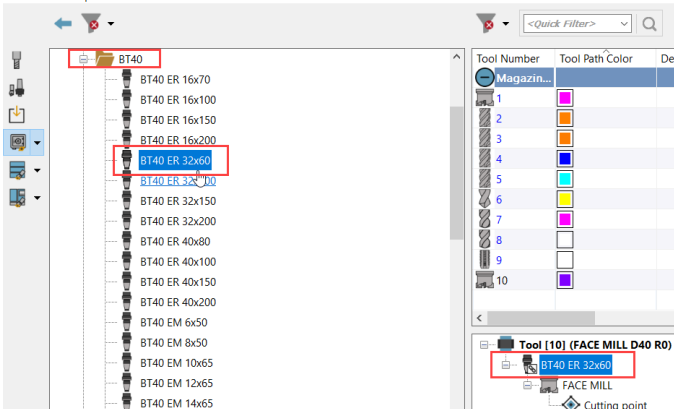 <Quick Filter>
BT40
BT40 ER 16x70
BT40 ER 16x100
BT40 ER 16x150
BT40 ER 16x200
BT40 ER 32x60
BT40 ER 32x100
BT40 ER 32x150
BT40 ER 32x200
BT40 ER 40x80
BT40 ER 40x100
BT40 ER 40x150
BT40 ER 40x200
BT40 EM 6x50
BT40 EM 8x50
BT40 EM 10x65
BT40 EM 12x65
BT40 EM 14x65
Tool Number Tool Path Color De
Magazin...
1
2
3
4
5
6
7
8
9
10
Tool [10] (FACE MILL D40 R0)
BT40 ER 32x60
FACE MILL
Cutting point